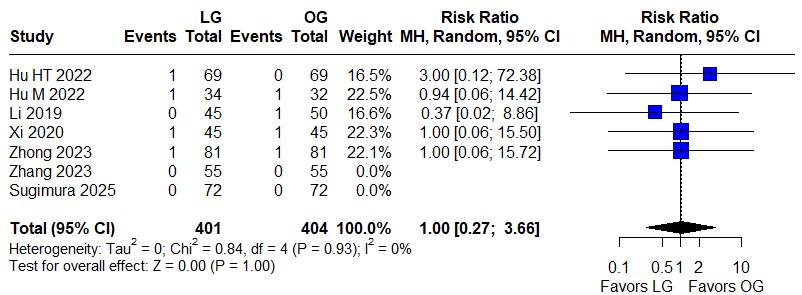 LG OG Risk Ratio Risk Ratio
Study Events Total Events Total Weight MH, Random, 95% CI MH, Random, 95% CI
Hu HT 2022 1 69 0 69 16.5% 3.00 [0.12; 72.38]
Hu M 2022 1 34 1 32 22.5% 0.94 [0.06; 14.42]
Li 2019 0 45 1 50 16.6% 0.37 [0.02; 8.86]
Xi 2020 1 45 1 45 22.3% 1.00 [0.06; 15.50]
Zhong 2023 1 81 1 81 22.1% 1.00 [0.06; 15.72]
Zhang 2023 0 55 0 55 0.0%
Sugimura 2025 0 72 0 72 0.0%
Total (95% CI) 401 404 100.0% 1.00 [0.27; 3.66]
Heterogeneity: Tau² = 0; Chi² = 0.84, df = 4 (P = 0.93); I² = 0%
Test for overall effect: Z = 0.00 (P = 1.00)
0.1 0.5 1 2 10
Favors LG Favors OG